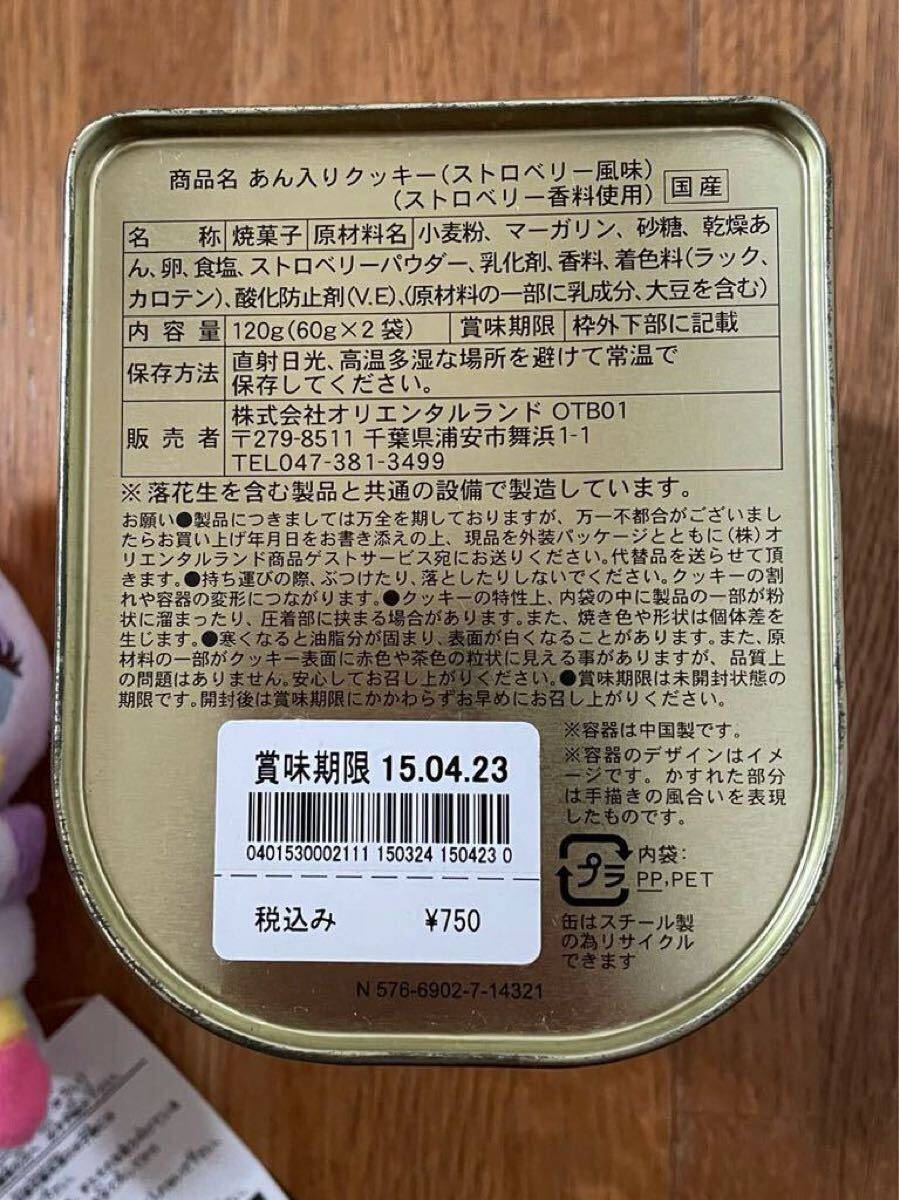 商品名 あん入りクッキー(ストロベリー風味)
(ストロベリー香料使用) 国産
名 称 焼菓子 原材料名 小麦粉、マーガリン、砂糖、乾燥あ
ん、卵、食塩、ストロベリーパウダー、乳化剤、香料、着色料(ラック、
カロテン)、酸化防止剤(V.E)、(原材料の一部に乳成分、大豆を含む)
内 容 量 120g(60g×2袋) 賞味期限 枠外下部に記載
保存方法 直射日光、高温多湿な場所を避けて常温で
保存してください。
販 売 者 株式会社オリエンタルランド OTB01
〒279-8511 千葉県浦安市舞浜1-1
TEL047-381-3499
※落花生を含む製品と共通の設備で製造しています。
お願い●製品につきましては万全を期しておりますが、万一不都合がございまし
たらお買い上げ年月日をお書き添えの上、現品を外装パッケージとともに(株)オ
リエンタルランド商品ゲストサービス宛にお送りください。代替品を送らせて頂
きます。●持ち運びの際、ぶつけたり、落としたりしないでください。クッキーの割
れや容器の変形につながります。●クッキーの特性上、内袋の中に製品の一部が粉
状に溜まったり、圧着部に挟まる場合があります。また、焼き色や形状は個体差が
生じます。●寒くなると油脂分が固まり、表面が白くなることがあります。また、原
材料の一部がクッキー表面に赤色や茶色の粒状に見える事がありますが、品質上
の問題はありません。安心してお召し上がりください。●賞味期限は未開封状態の
期限です。開封後は賞味期限にかかわらずお早めにお召し上がりください。
※容器は中国製です。
※容器のデザインはイメ
ージです。かすれた部分
は手描きの風合いを表現
したものです。
賞味期限 15.04.23
0401530002111 150324 150423 0
税込み ¥750
プラ 内袋:
PP,PET
缶はスチール製
の為リサイクル
できます
N 576-6902-7-14321